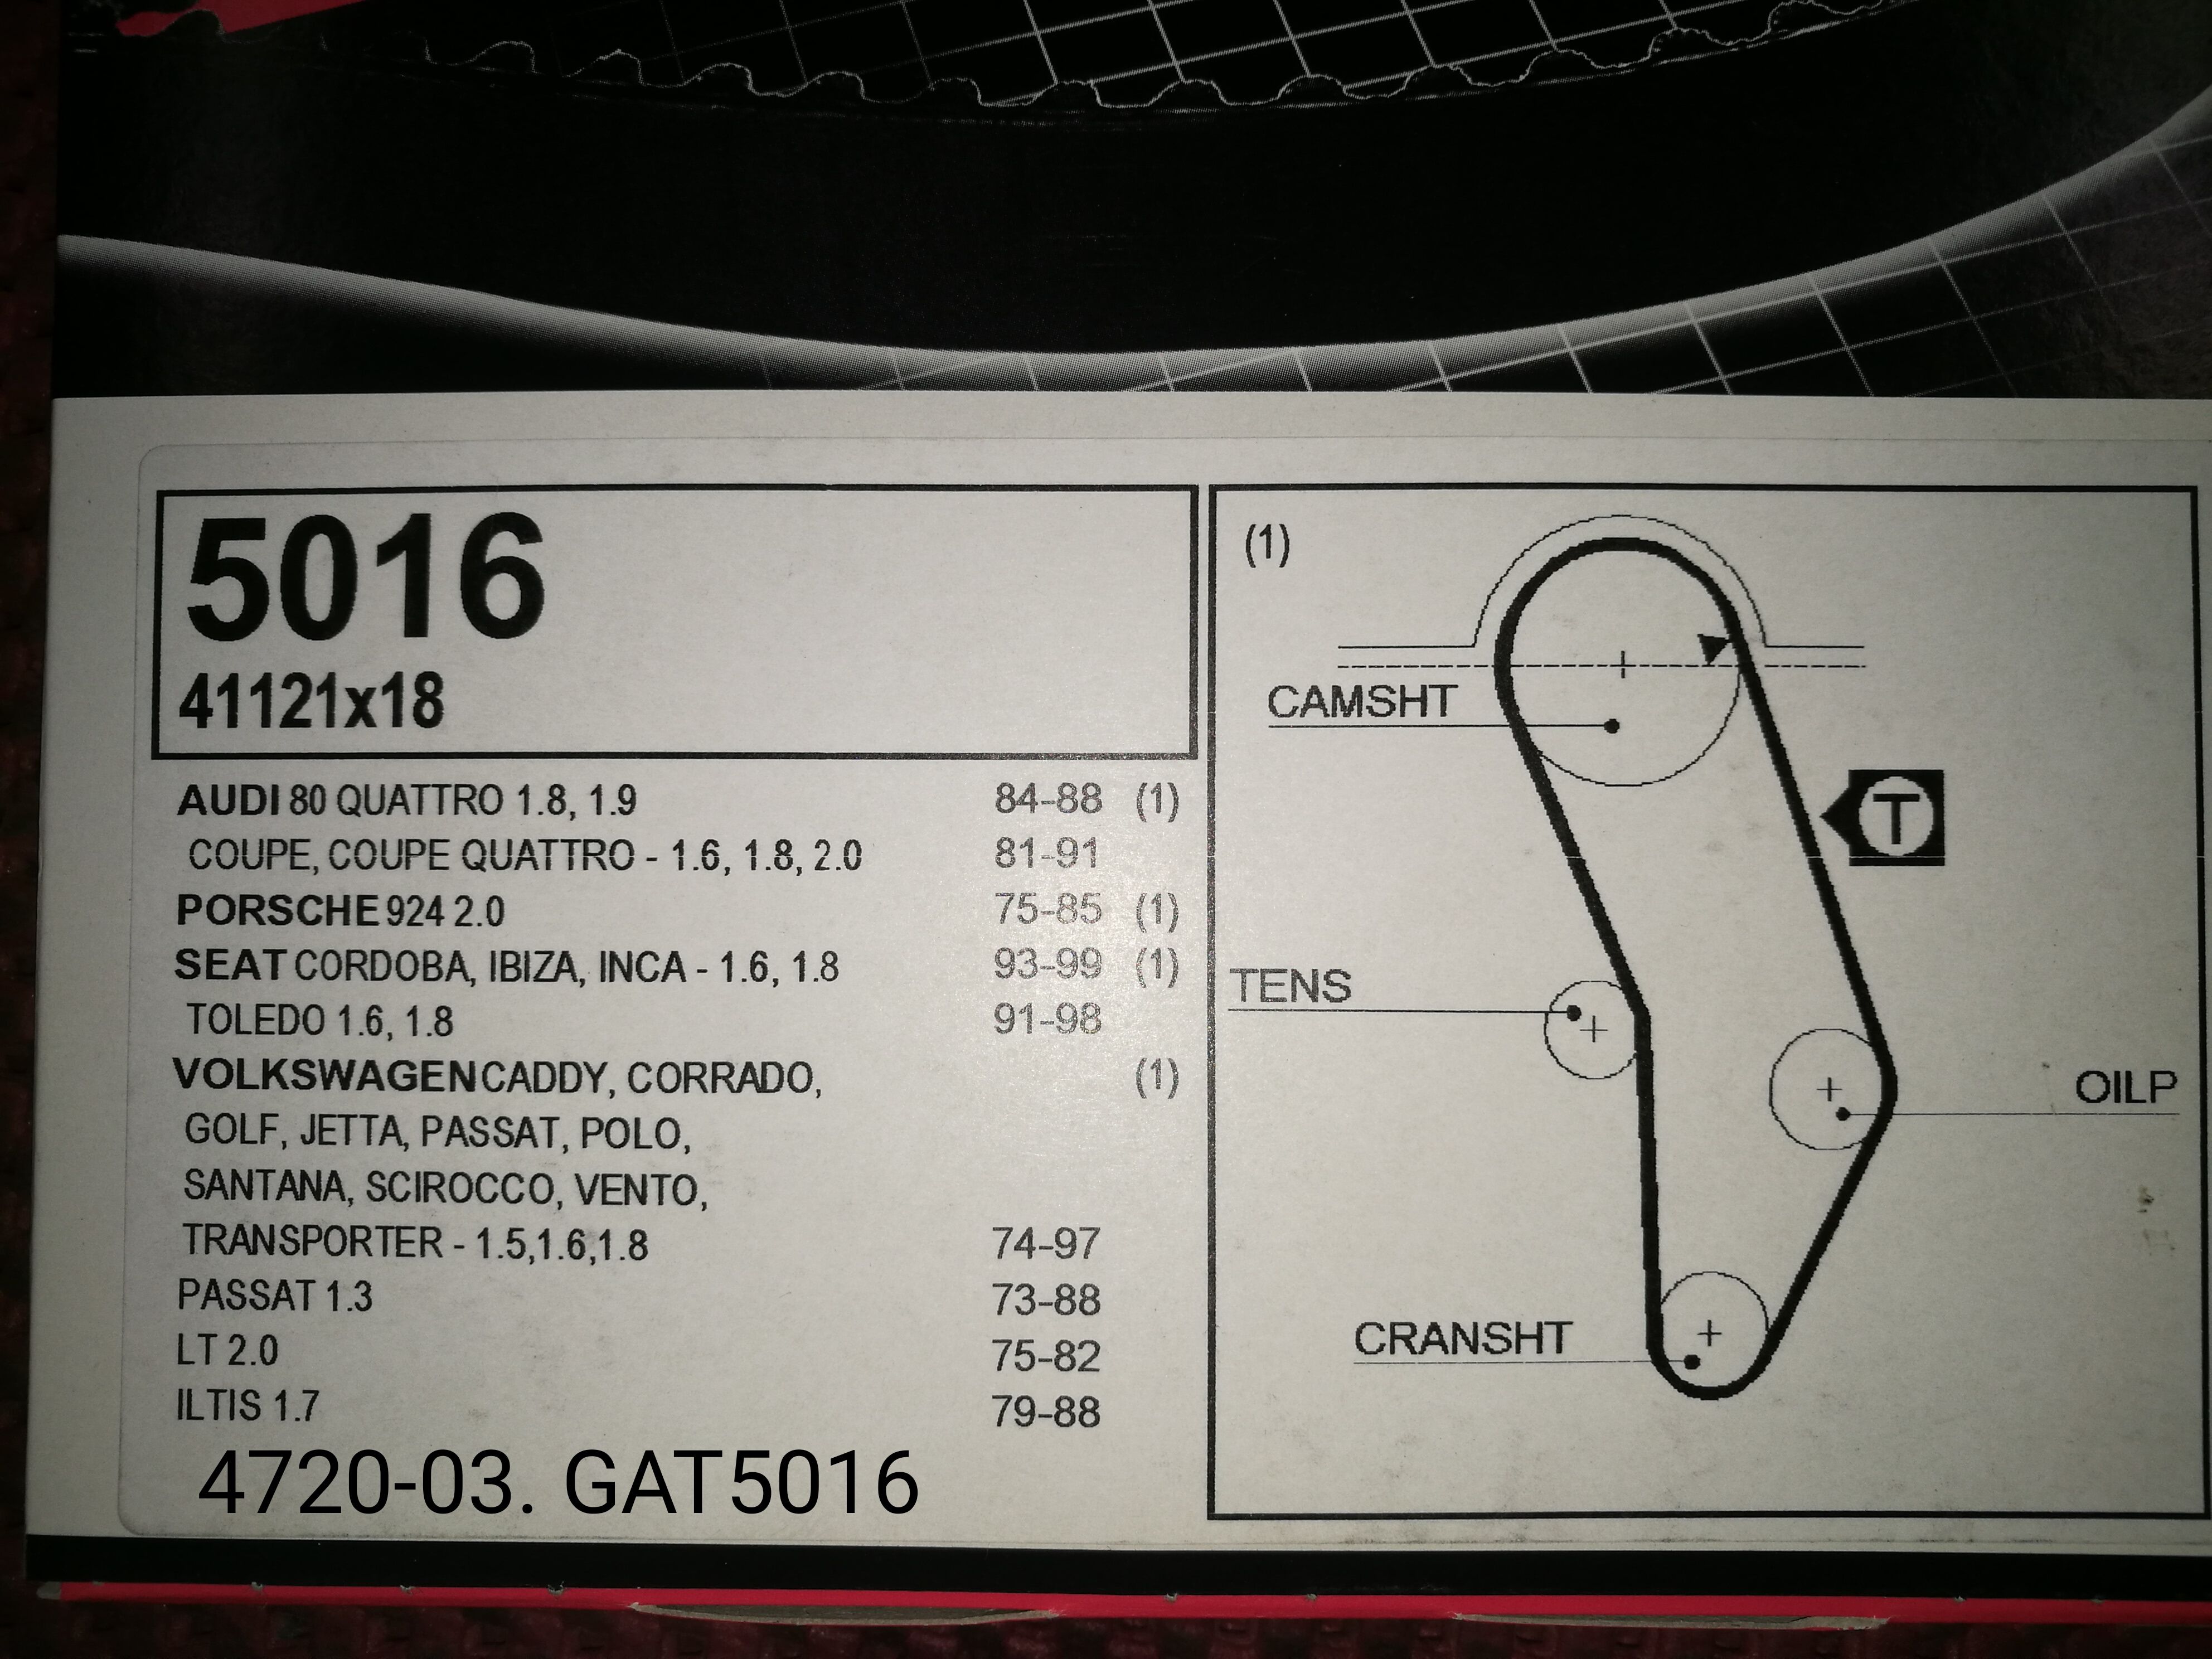 5016
41121x18
AUDI 80 QUATTRO 1.8, 1.9 84-88 (1)
COUPE, COUPE QUATTRO - 1.6, 1.8, 2.0 81-91
PORSCHE 924 2.0 75-85 (1)
SEAT CORDOBA, IBIZA, INCA - 1.6, 1.8 93-99 (1)
TOLEDO 1.6, 1.8 91-98
VOLKSWAGEN CADDY, CORRADO, (1)
GOLF, JETTA, PASSAT, POLO,
SANTANA, SCIROCCO, VENTO,
TRANSPORTER - 1.5,1.6,1.8 74-97
PASSAT 1.3 73-88
LT 2.0 75-82
ILTIS 1.7 79-88
4720-03. GAT5016
(1)
CAMSHT
T
TENS
OILP
CRANSHT